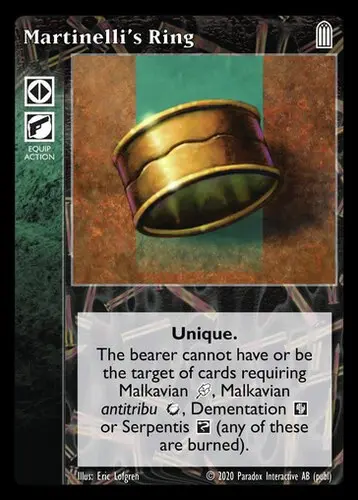 Martinelli's Ring
EQUIP
ACTION
Unique.
The bearer cannot have or be
the target of cards requiring
Malkavian, Malkavian
antitribu, Dementation
or Serpentis (any of these
are burned).
Illus: Eric Lofgren © 2020 Paradox Interactive AB (publ)